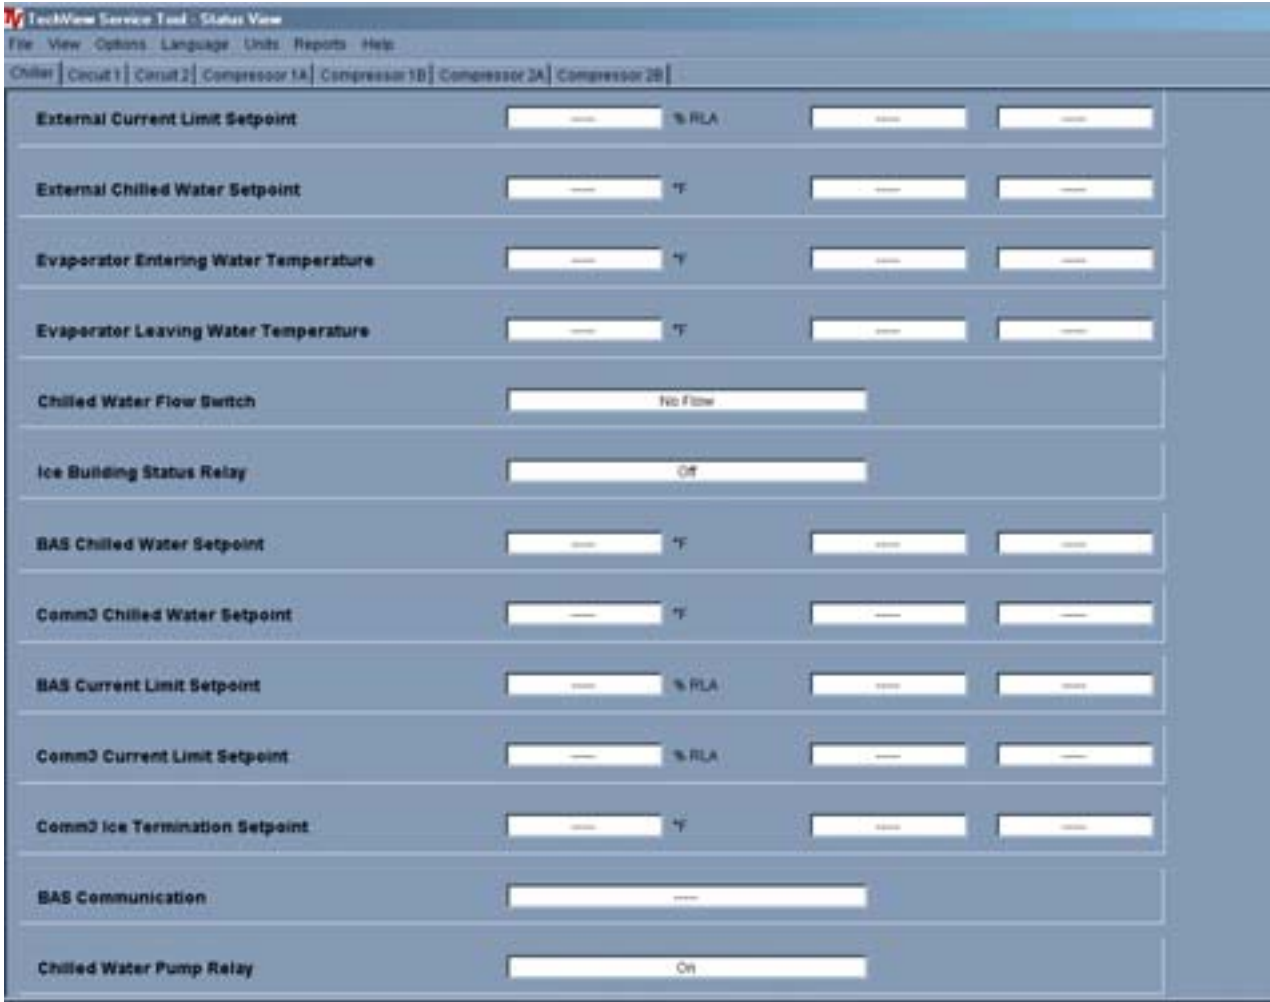 TechView Service Tool - Status View
File View Options Language Units Reports Help
Chiller Circuit 1 Circuit 2 Compressor 1A Compressor 1B Compressor 2A Compressor 2B
External Current Limit Setpoint ----- % RLA ----- -----
External Chilled Water Setpoint ----- °F ----- -----
Evaporator Entering Water Temperature ----- °F ----- -----
Evaporator Leaving Water Temperature ----- °F ----- -----
Chilled Water Flow Switch No Flow
Ice Building Status Relay Off
BAS Chilled Water Setpoint ----- °F ----- -----
Comm3 Chilled Water Setpoint ----- °F ----- -----
BAS Current Limit Setpoint ----- % RLA ----- -----
Comm3 Current Limit Setpoint ----- % RLA ----- -----
Comm3 Ice Termination Setpoint ----- °F ----- -----
BAS Communication -----
Chilled Water Pump Relay On